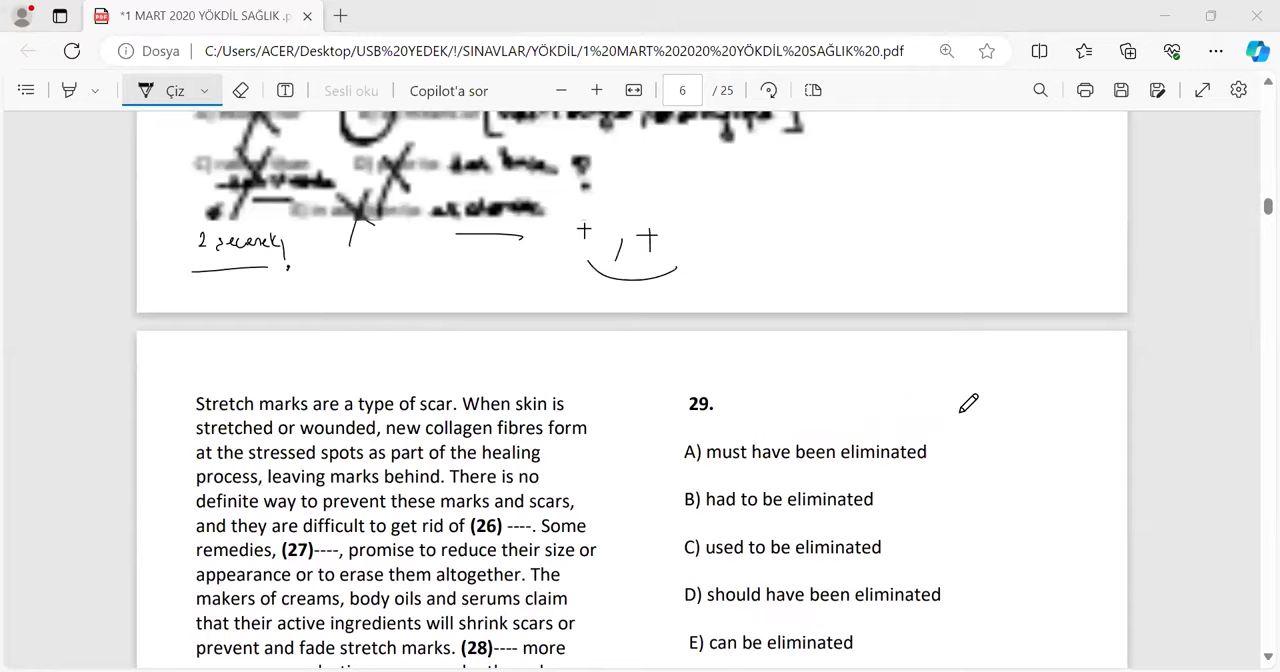 *1 MART 2020 YÖKDİL SAĞLIK .p
Dosya
C:/Users/ACER/Desktop/USB%20YEDEK/!/SINAVLAR/YÖKDİL/1%20MART%202020%20YÖKDİL%20SAĞLIK%20.pdf
Çiz
Sesli oku
Copilot'a sor
6 / 25
2 seçenek
Stretch marks are a type of scar. When skin is
stretched or wounded, new collagen fibres form
at the stressed spots as part of the healing
process, leaving marks behind. There is no
definite way to prevent these marks and scars,
and they are difficult to get rid of (26) ----. Some
remedies, (27)----, promise to reduce their size or
appearance or to erase them altogether. The
makers of creams, body oils and serums claim
that their active ingredients will shrink scars or
prevent and fade stretch marks. (28)---- more
29.
A) must have been eliminated
B) had to be eliminated
C) used to be eliminated
D) should have been eliminated
E) can be eliminated